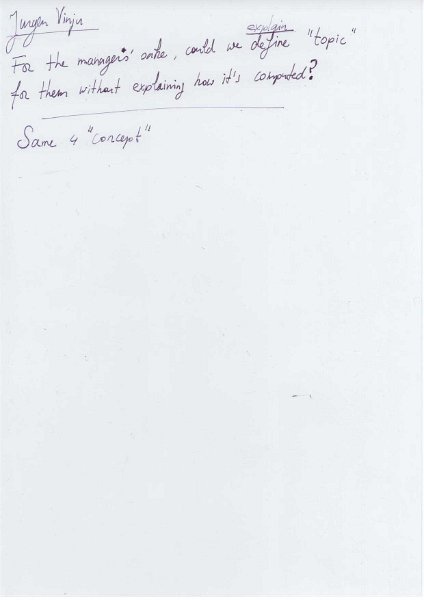 Jurgen Vinju
explain
For the managers' sake, could we define "topic"
for them without explaining how it's computed?
Same 4 "concept"